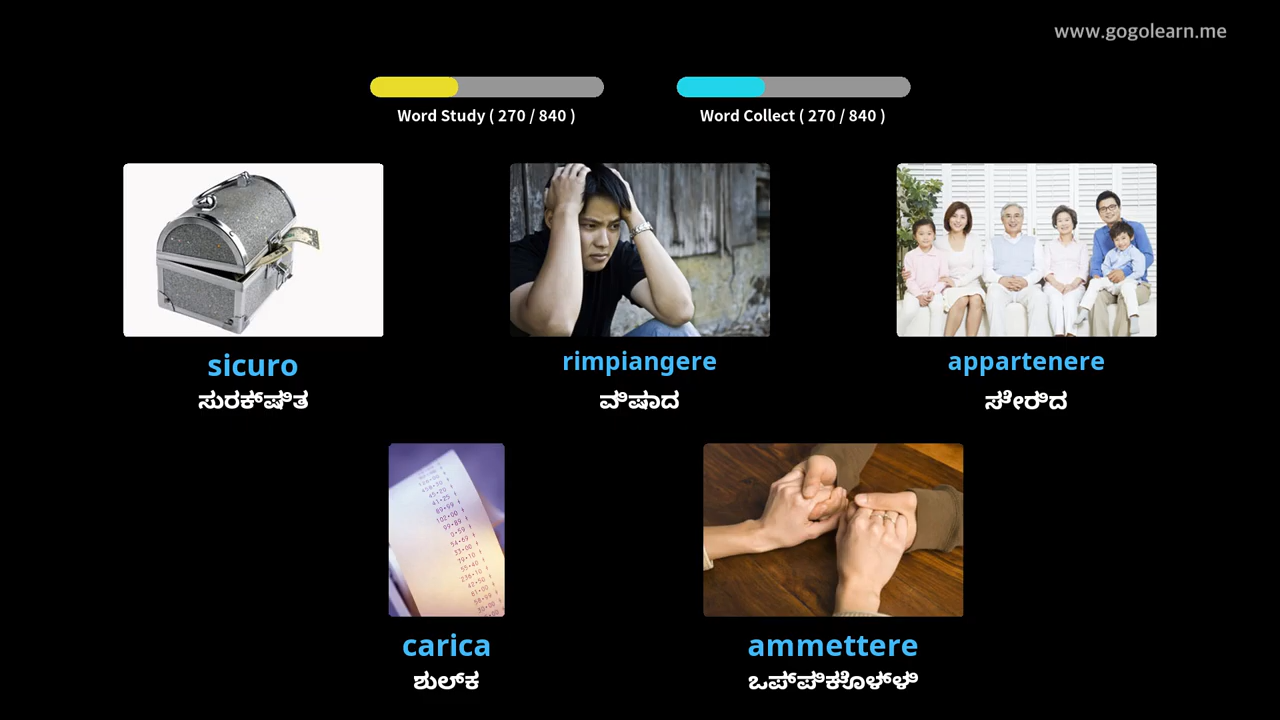 www.gogolearn.me
Word Study ( 270 / 840 )
Word Collect ( 270 / 840 )
sicuro
ಸುರಕ್ಷಿತ
rimpiangere
ವಿಷಾದ
appartenere
ಸೇರಿದ
carica
ಶುಲ್ಕ
ammettere
ಒಪ್ಪಿಕೊಳ್ಳಿ